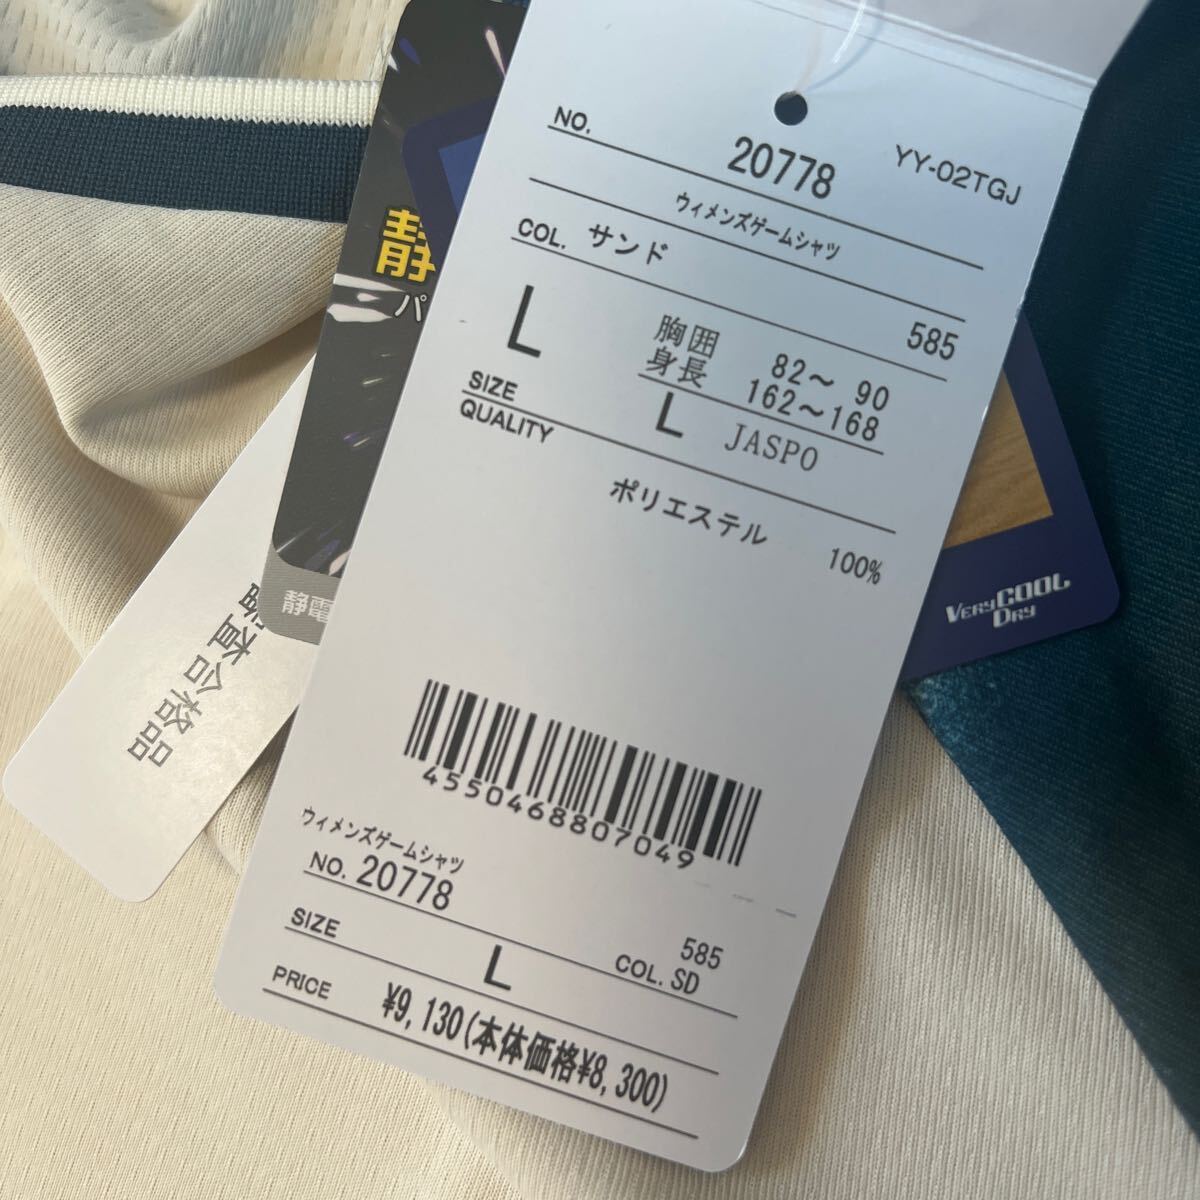 NO. 20778 YY-02TGJ
ウィメンズゲームシャツ
COL. サンド 585
L 胸囲 82〜 90
身長 162〜168
SIZE L JASPO
QUALITY
ポリエステル 100%
4550468807049
ウィメンズゲームシャツ
NO. 20778
585
SIZE L COL. SD
PRICE ¥9,130(本体価格¥8,300)
静
パ
静電
検査合格品
VERY COOL
DRY